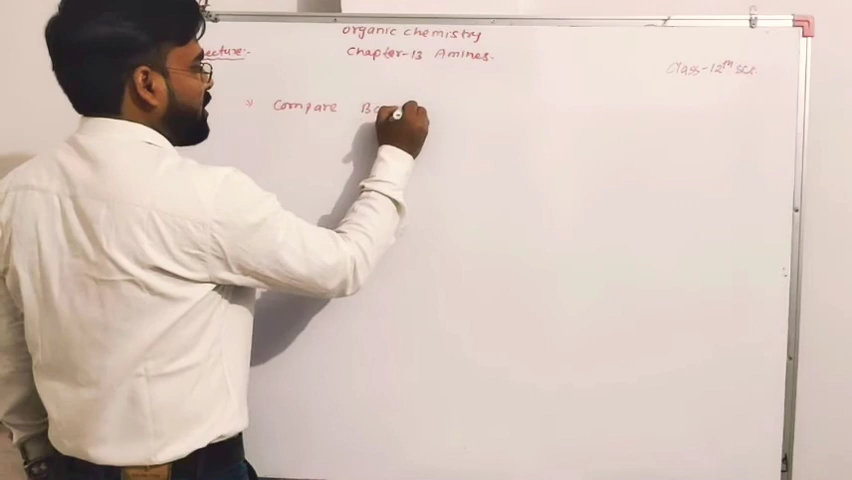 organic chemistry
Chapter-13 Amines.
Class-12th sci.
Compare